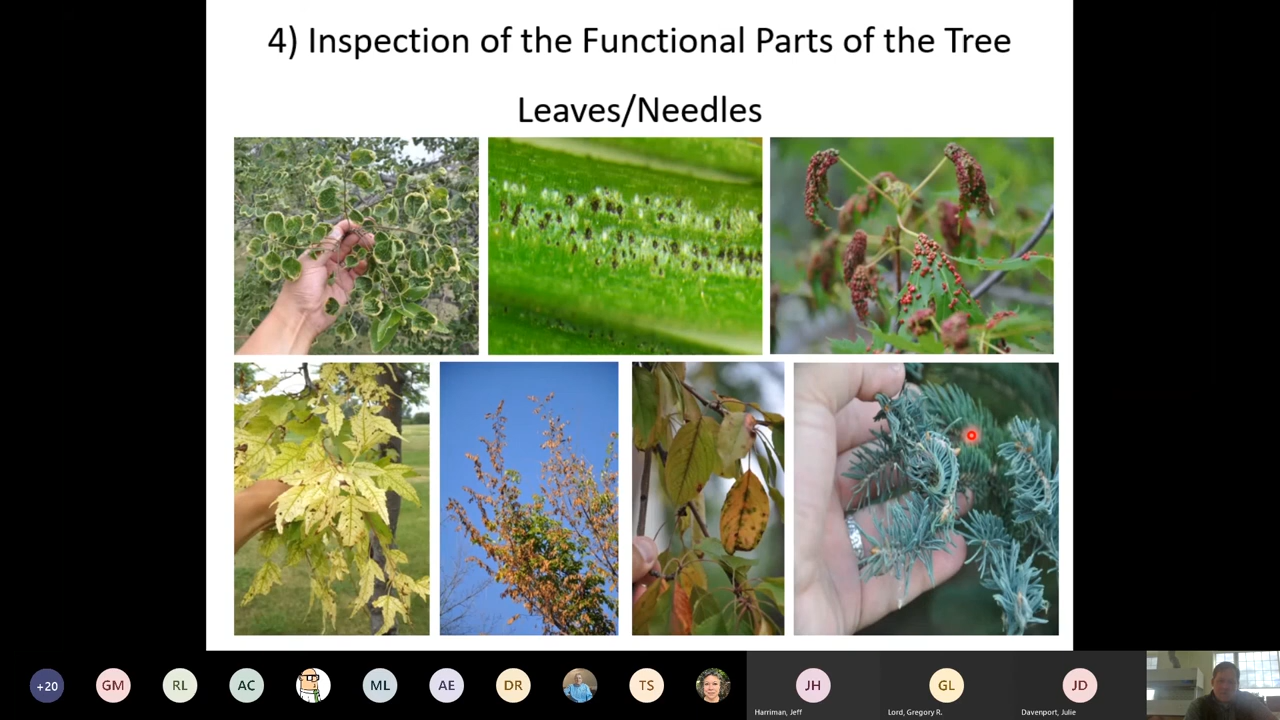 4) Inspection of the Functional Parts of the Tree
Leaves/Needles
+20
GM
RL
AC
ML
AE
DR
TS
JH
GL
JD
Harriman, Jeff
Lord, Gregory R.
Davenport, Julie